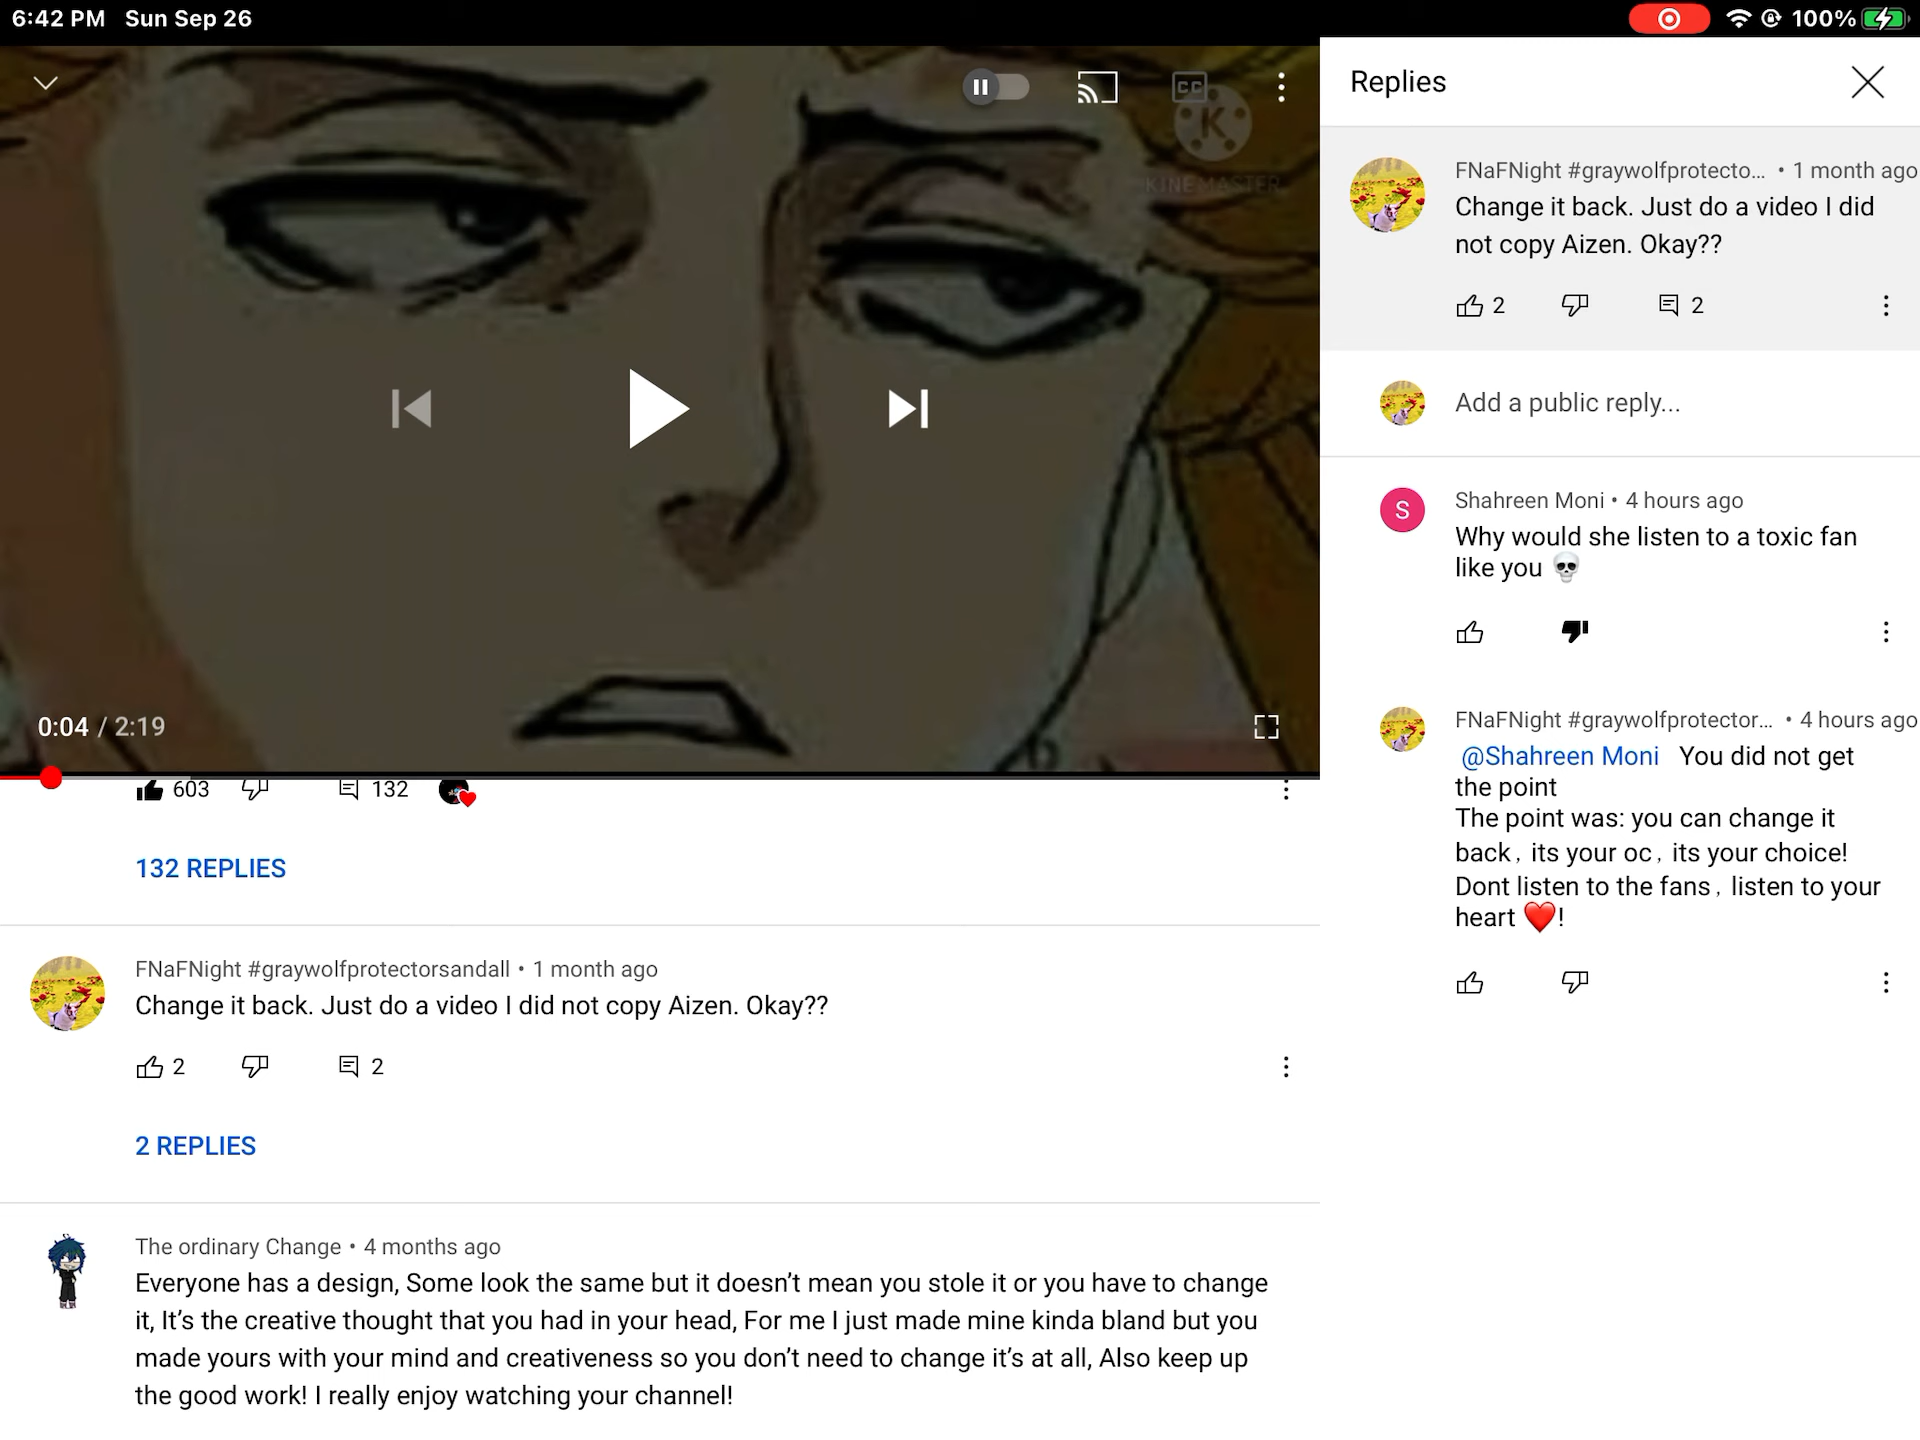 6:42 PM Sun Sep 26
100%
CC
K
KINEMASTER
0:04 / 2:19
603 132
132 REPLIES
FNaFNight #graywolfprotectorsandall • 1 month ago
Change it back. Just do a video I did not copy Aizen. Okay??
2 2
2 REPLIES
The ordinary Change • 4 months ago
Everyone has a design, Some look the same but it doesn’t mean you stole it or you have to change
it, It’s the creative thought that you had in your head, For me I just made mine kinda bland but you
made yours with your mind and creativeness so you don’t need to change it’s at all, Also keep up
the good work! I really enjoy watching your channel!
Replies
FNaFNight #graywolfprotecto... • 1 month ago
Change it back. Just do a video I did
not copy Aizen. Okay??
2 2
Add a public reply...
S
Shahreen Moni • 4 hours ago
Why would she listen to a toxic fan
like you 💀
FNaFNight #graywolfprotector... • 4 hours ago
@Shahreen Moni You did not get
the point
The point was: you can change it
back, its your oc, its your choice!
Dont listen to the fans, listen to your
heart ❤️!